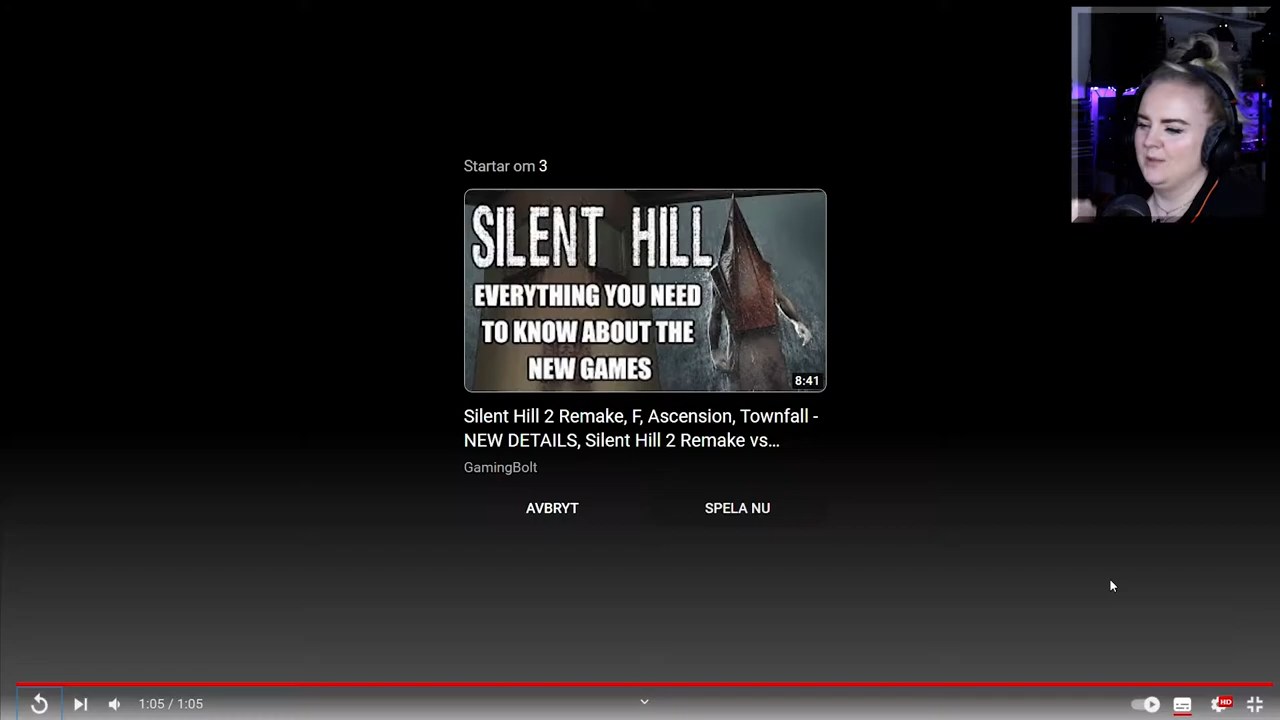 Startar om 3
SILENT HILL
EVERYTHING YOU NEED
TO KNOW ABOUT THE
NEW GAMES
8:41
Silent Hill 2 Remake, F, Ascension, Townfall -
NEW DETAILS, Silent Hill 2 Remake vs...
GamingBolt
AVBRYT SPELA NU
1:05 / 1:05
HD